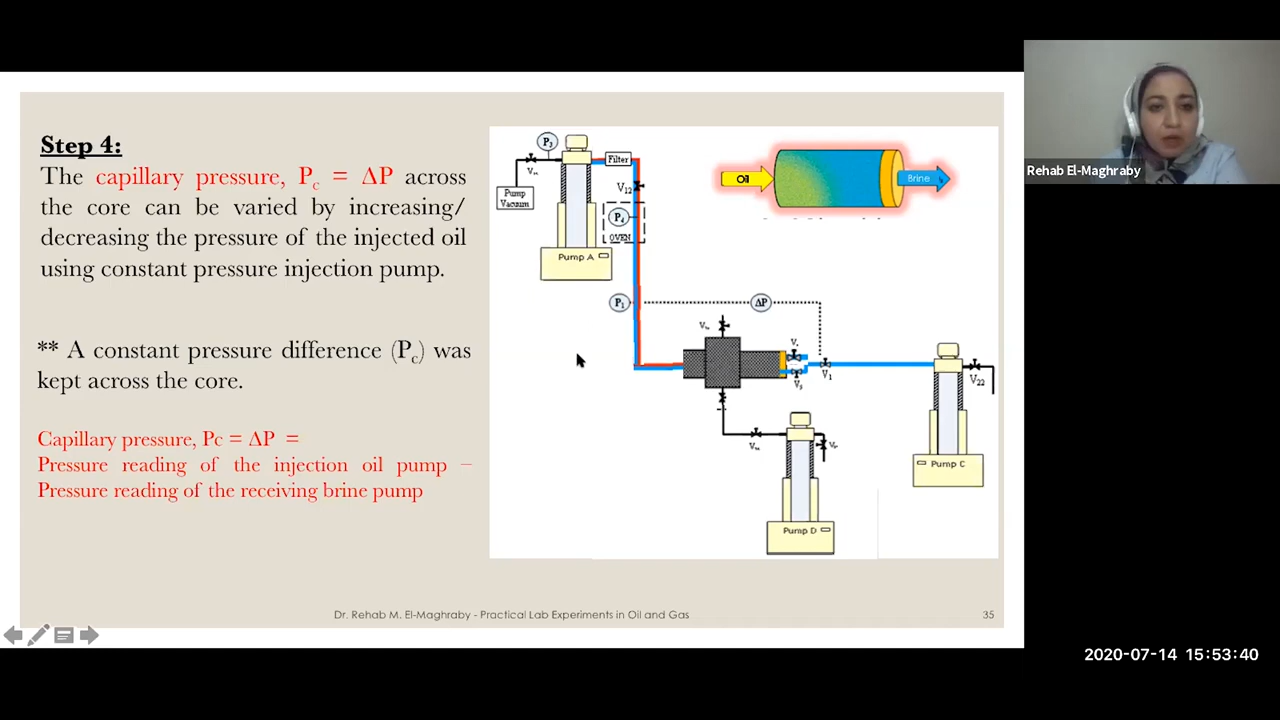 Step 4:
The capillary pressure, Pc = ΔP across
the core can be varied by increasing/
decreasing the pressure of the injected oil
using constant pressure injection pump.
** A constant pressure difference (Pc) was
kept across the core.
Capillary pressure, Pc = ΔP =
Pressure reading of the injection oil pump –
Pressure reading of the receiving brine pump
P3
Filter
V12
Pump
Vacuum
P4
OVEN
Pump A
Oil
Brine
P1
ΔP
V1
V22
Pump C
Pump D
Dr. Rehab M. El-Maghraby - Practical Lab Experiments in Oil and Gas
35
Rehab El-Maghraby
2020-07-14 15:53:40